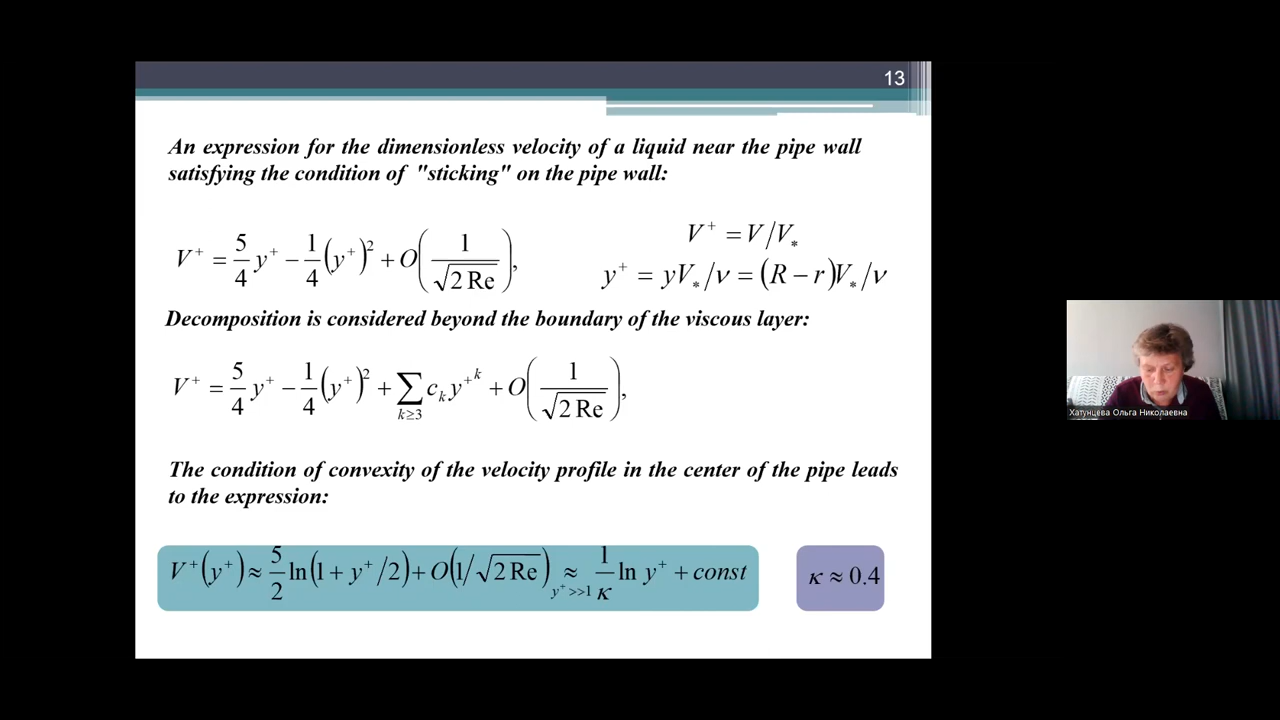 13
An expression for the dimensionless velocity of a liquid near the pipe wall
satisfying the condition of "sticking" on the pipe wall:
V⁺ = 5/4 y⁺ − 1/4 (y⁺)² + O(1/√(2 Re)),
V⁺ = V/V*
y⁺ = yV*/ν = (R − r)V*/ν
Decomposition is considered beyond the boundary of the viscous layer:
V⁺ = 5/4 y⁺ − 1/4 (y⁺)² + ∑_{k≥3} cₖ y⁺ᵏ + O(1/√(2 Re)),
The condition of convexity of the velocity profile in the center of the pipe leads
to the expression:
V⁺(y⁺) ≈ 5/2 ln(1 + y⁺/2) + O(1/√(2 Re)) ≈_{y⁺>>1} 1/κ ln y⁺ + const
κ ≈ 0.4
Хатунцева Ольга Николаевна